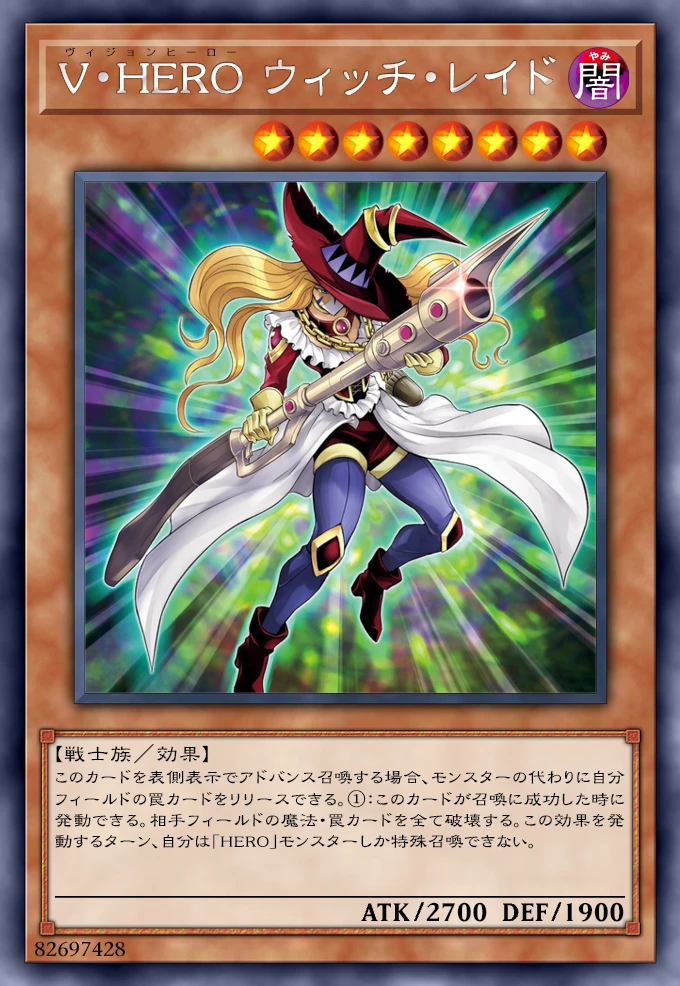 ヴィジョンヒーロー
V・HERO ウィッチ・レイド
やみ
闇
【戦士族／効果】
このカードを表側表示でアドバンス召喚する場合、モンスターの代わりに自分
フィールドの罠カードをリリースできる。①：このカードが召喚に成功した時に
発動できる。相手フィールドの魔法・罠カードを全て破壊する。この効果を発
動するターン、自分は「HERO」モンスターしか特殊召喚できない。
ATK/2700 DEF/1900
82697428